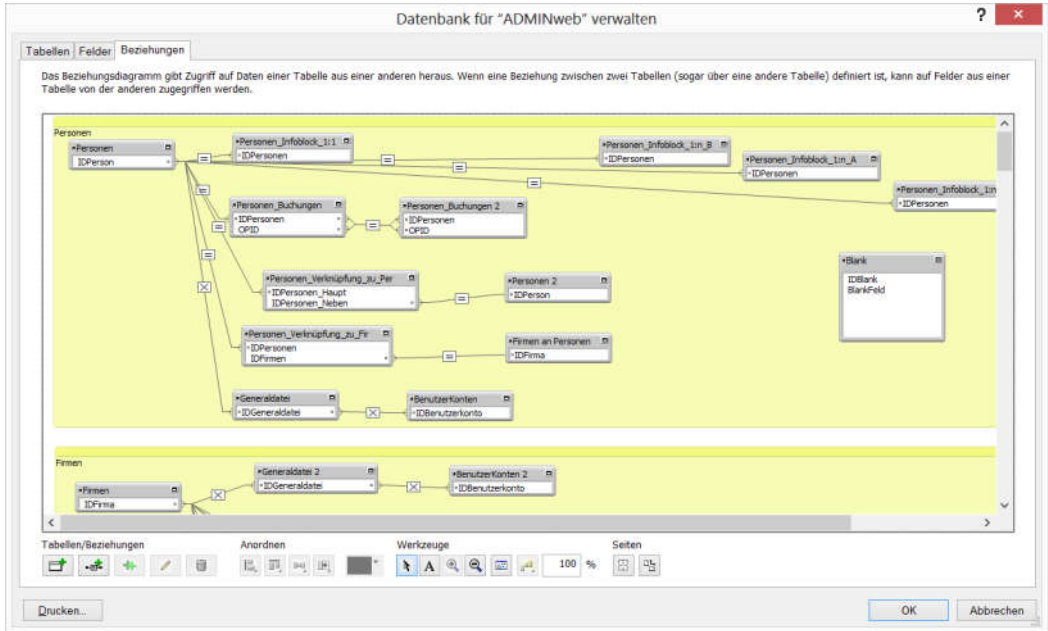 Datenbank für "ADMINweb" verwalten
?
Tabellen Felder Beziehungen
Das Beziehungsdiagramm gibt Zugriff auf Daten einer Tabelle aus einer anderen heraus. Wenn eine Beziehung zwischen zwei Tabellen (sogar über eine andere Tabelle) definiert ist, kann auf Felder aus einer
Tabelle von der anderen zugegriffen werden.
Personen
Personen
IDPerson
Personen_Infoblock_1:1
IDPersonen
Personen_Infoblock_1:n_B
IDPersonen
Personen_Infoblock_1:n_A
IDPersonen
Personen_Infoblock_1:n
IDPersonen
Personen_Buchungen
IDPersonen
OPID
Personen_Buchungen 2
IDPersonen
OPID
Blank
IDBlank
BlankFeld
Personen_Verknüpfung_zu_Per
IDPersonen_Haupt
IDPersonen_Neben
Personen 2
IDPerson
Personen_Verknüpfung_zu_Fir
IDPersonen
IDFirmen
Firmen an Personen
IDFirma
Generaldatei
IDGeneraldatei
BenutzerKonten
IDBenutzerkonto
Firmen
Firmen
IDFirma
Generaldatei 2
IDGeneraldatei
BenutzerKonten 2
IDBenutzerkonto
Tabellen/Beziehungen Anordnen Werkzeuge Seiten
A 100 %
Drucken... OK Abbrechen